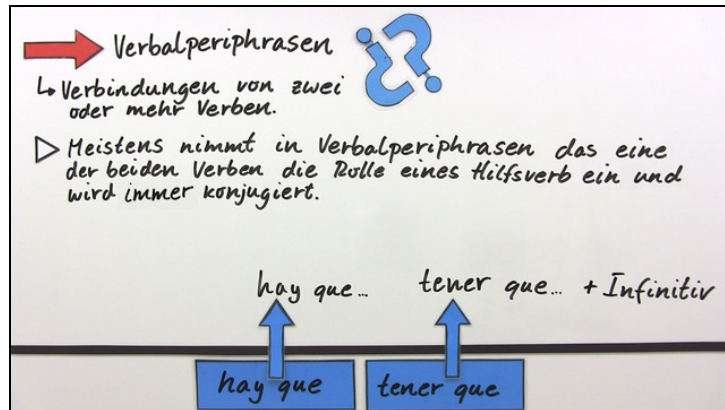 Verbalperiphrasen
Verbindungen von zwei
oder mehr Verben.
Meistens nimmt in Verbalperiphrasen das eine
der beiden Verben die Rolle eines Hilfsverb ein und
wird immer konjugiert.
hay que... tener que... + Infinitiv
hay que tener que